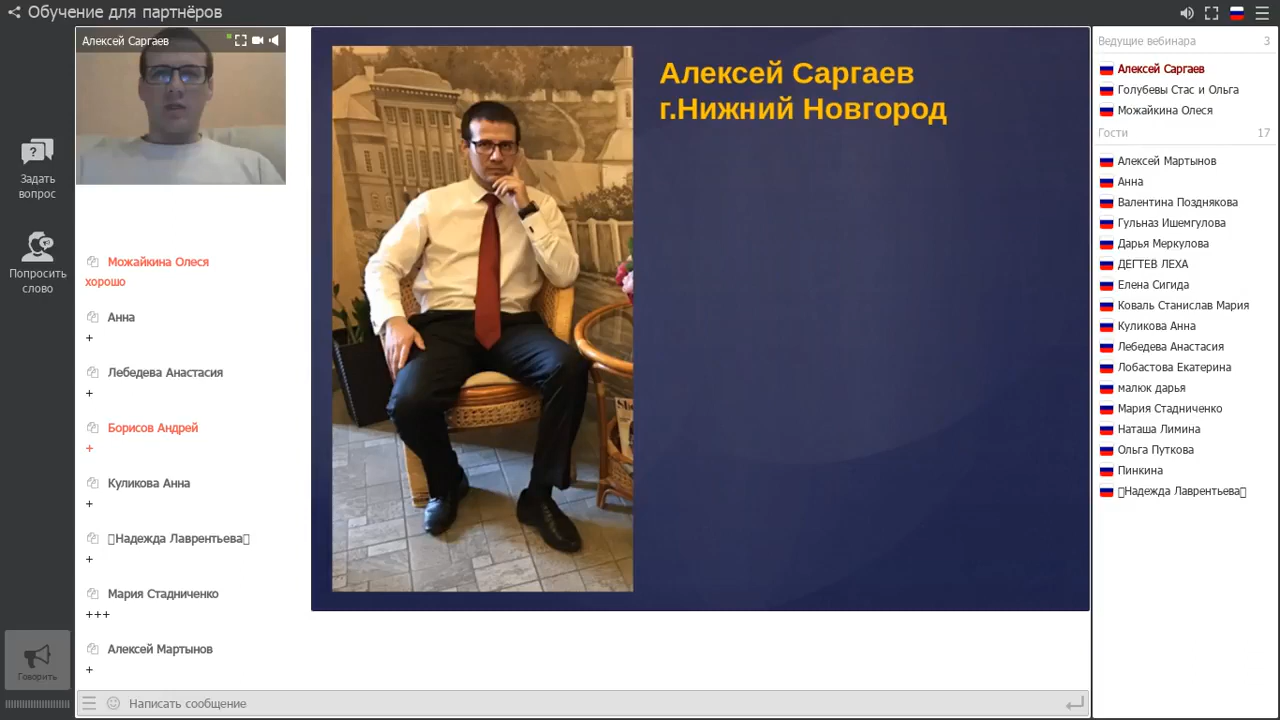 Обучение для партнёров
Задать
вопрос
Попросить
слово
Говорить
Алексей Саргаев
Можайкина Олеся
хорошо
Анна
+
Лебедева Анастасия
+
Борисов Андрей
+
Куликова Анна
+
Надежда Лаврентьева
+
Мария Стадниченко
+++
Алексей Мартынов
+
Написать сообщение
Алексей Саргаев
г.Нижний Новгород
Ведущие вебинара 3
Алексей Саргаев
Голубевы Стас и Ольга
Можайкина Олеся
Гости 17
Алексей Мартынов
Анна
Валентина Позднякова
Гульназ Ишемгулова
Дарья Меркулова
ДЕГТЕВ ЛЕХА
Елена Сигида
Коваль Станислав Мария
Куликова Анна
Лебедева Анастасия
Лобастова Екатерина
малюк дарья
Мария Стадниченко
Наташа Лимина
Ольга Путкова
Пинкина
Надежда Лаврентьева